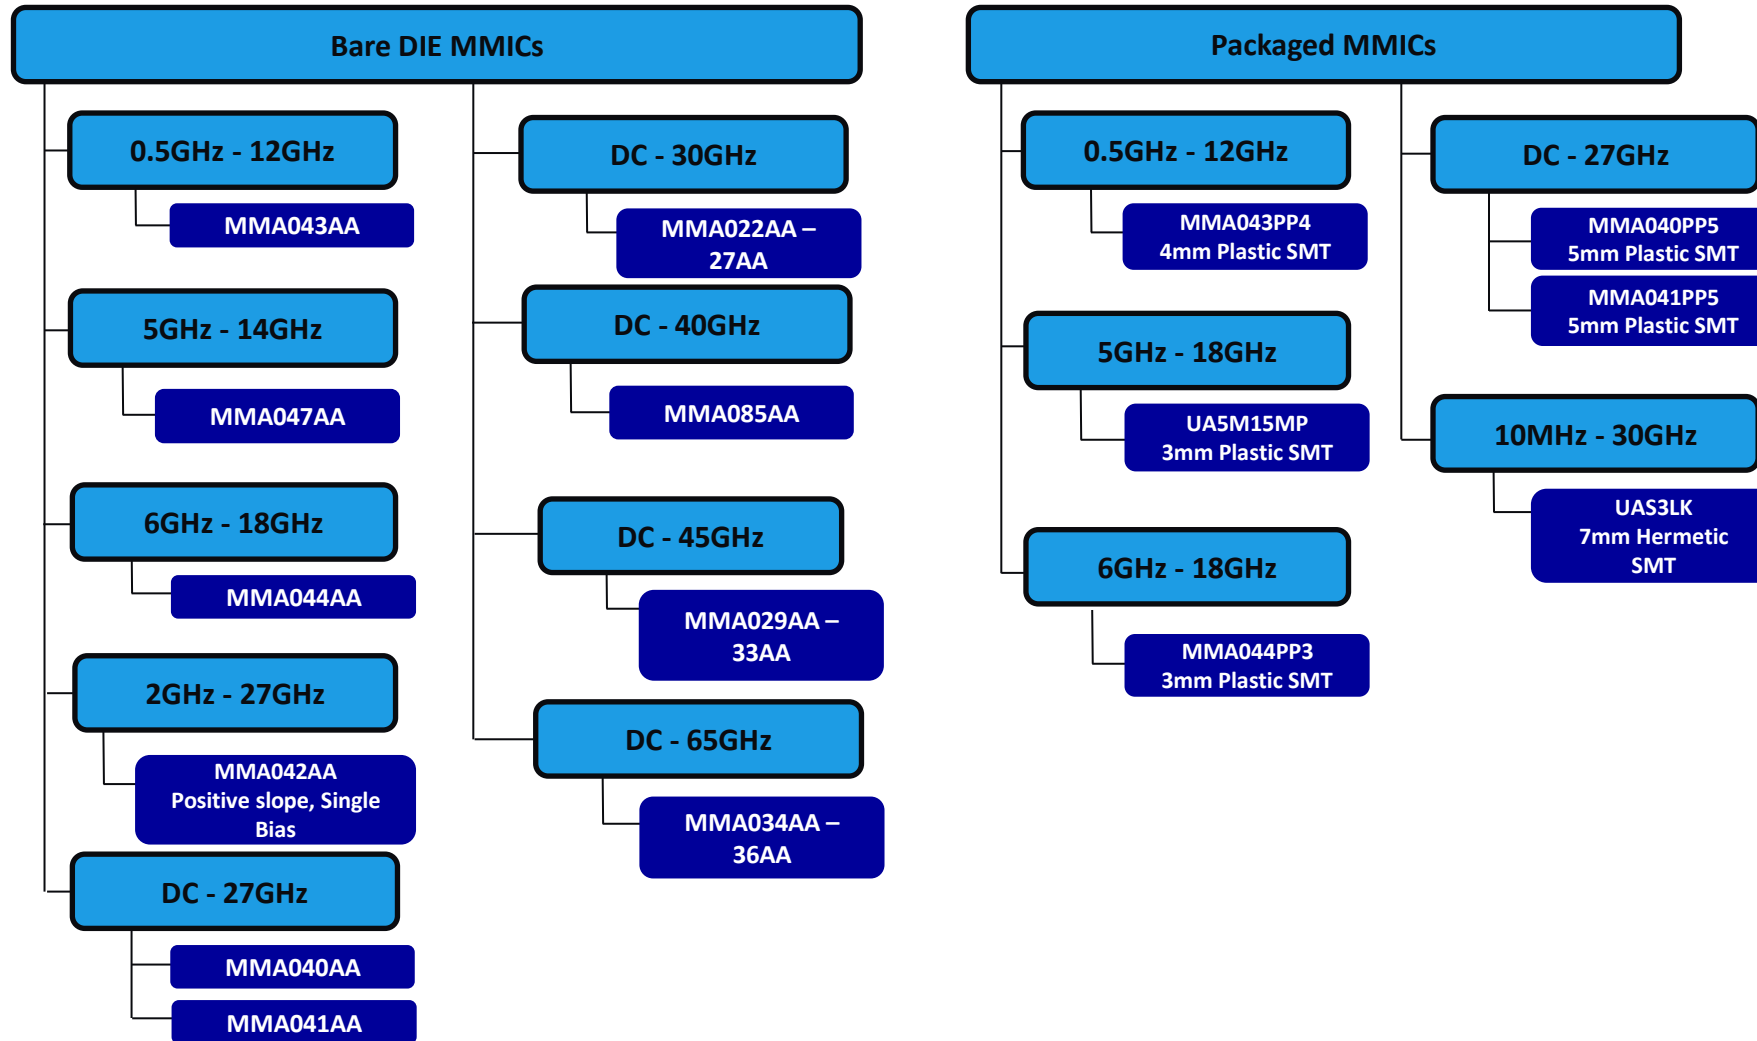 Bare DIE MMICs
0.5GHz - 12GHz
MMA043AA
5GHz - 14GHz
MMA047AA
6GHz - 18GHz
MMA044AA
2GHz - 27GHz
MMA042AA
Positive slope, Single
Bias
DC - 27GHz
MMA040AA
MMA041AA
DC - 30GHz
MMA022AA –
27AA
DC - 40GHz
MMA085AA
DC - 45GHz
MMA029AA –
33AA
DC - 65GHz
MMA034AA –
36AA
Packaged MMICs
0.5GHz - 12GHz
MMA043PP4
4mm Plastic SMT
5GHz - 18GHz
UA5M15MP
3mm Plastic SMT
6GHz - 18GHz
MMA044PP3
3mm Plastic SMT
DC - 27GHz
MMA040PP5
5mm Plastic SMT
MMA041PP5
5mm Plastic SMT
10MHz - 30GHz
UAS3LK
7mm Hermetic
SMT